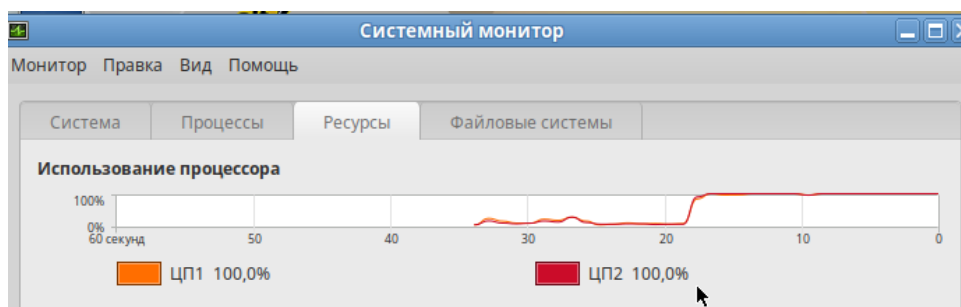 Системный монитор
Монитор Правка Вид Помощь
Система Процессы Ресурсы Файловые системы
Использование процессора
100%
0%
60 секунд 50 40 30 20 10 0
ЦП1 100,0% ЦП2 100,0%